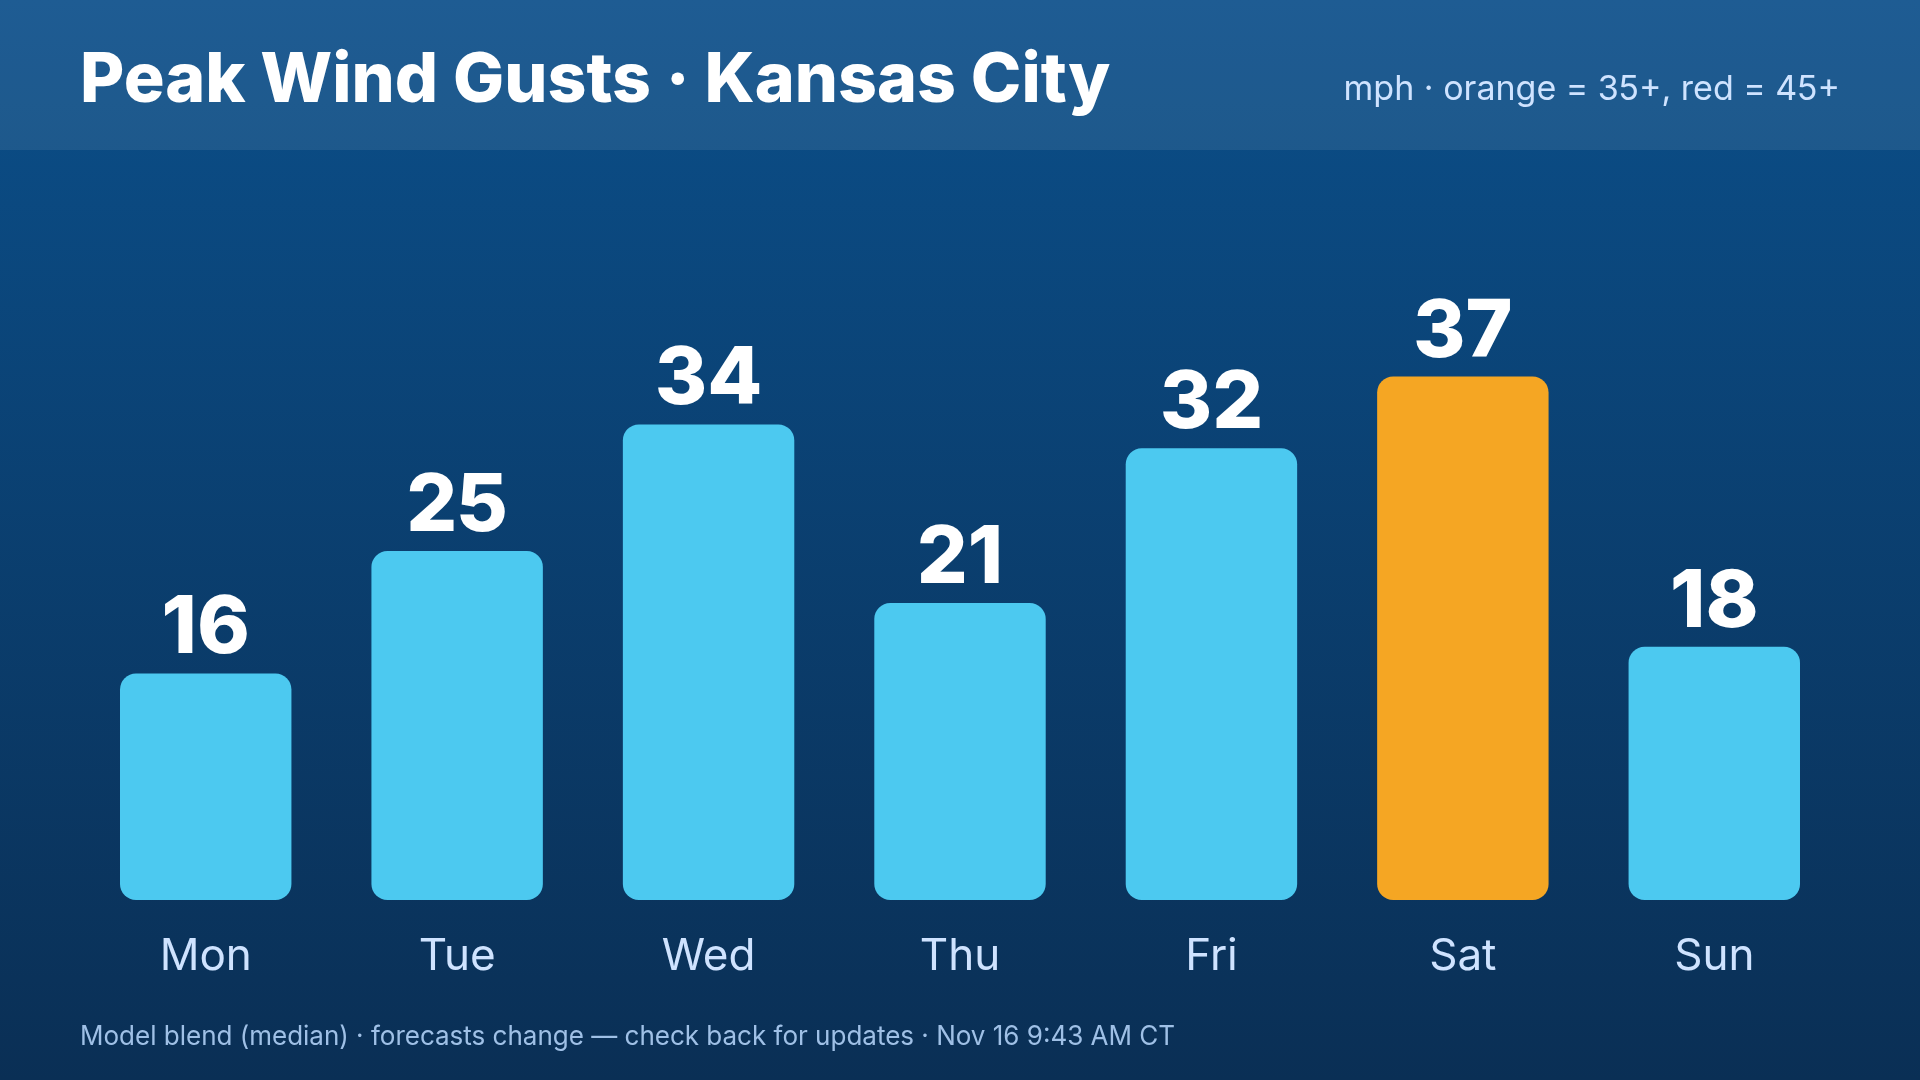 Peak Wind Gusts · Kansas City
mph · orange = 35+, red = 45+
16
25
34
21
32
37
18
Mon
Tue
Wed
Thu
Fri
Sat
Sun
Model blend (median) · forecasts change — check back for updates · Nov 16 9:43 AM CT